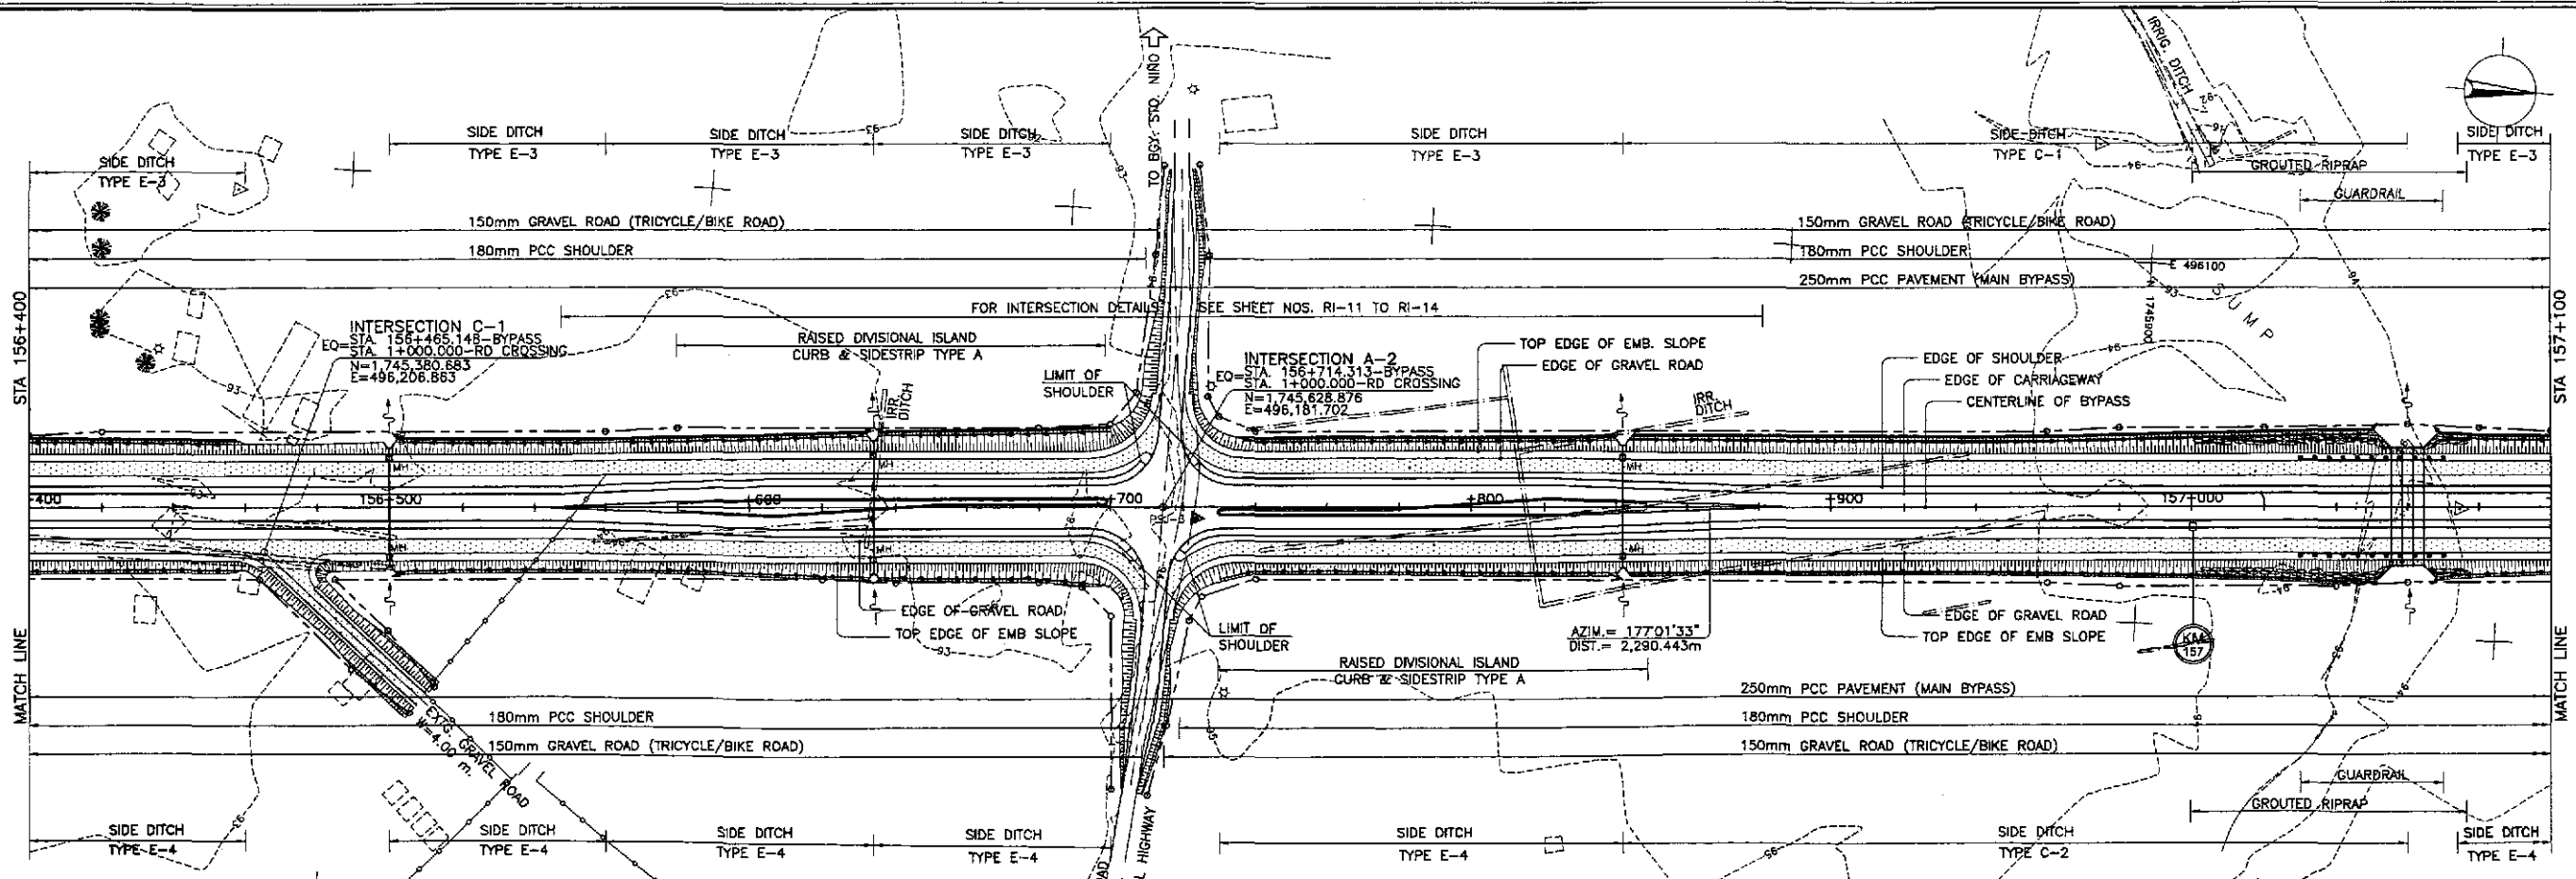 TO BGY. STO. NIÑO
IRRIG. DITCH
SIDE DITCH
TYPE E-3
SIDE DITCH
TYPE E-3
SIDE DITCH
TYPE E-3
SIDE DITCH
TYPE E-3
SIDE DITCH
TYPE E-3
SIDE DITCH
TYPE C-1
SIDE DITCH
TYPE E-3
GROUTED RIPRAP
GUARDRAIL
150mm GRAVEL ROAD (TRICYCLE/BIKE ROAD)
150mm GRAVEL ROAD (TRICYCLE/BIKE ROAD)
180mm PCC SHOULDER
180mm PCC SHOULDER
250mm PCC PAVEMENT (MAIN BYPASS)
E 496100
N 1745900
SUMP
FOR INTERSECTION DETAILS SEE SHEET NOS. RI-11 TO RI-14
STA 156+400
STA 157+100
INTERSECTION C-1
EQ= STA. 156+465.148-BYPASS
STA. 1+000.000-RD CROSSING
N=1,745,380.683
E=496,206.863
RAISED DIVISIONAL ISLAND
CURB & SIDESTRIP TYPE A
LIMIT OF
SHOULDER
INTERSECTION A-2
EQ= STA. 156+714.313-BYPASS
STA. 1+000.000-RD CROSSING
N=1,745,628.876
E=496,181.702
TOP EDGE OF EMB. SLOPE
EDGE OF GRAVEL ROAD
EDGE OF SHOULDER
EDGE OF CARRIAGEWAY
CENTERLINE OF BYPASS
IRR.
DITCH
IRR.
DITCH
MH
MH
MH
+400
156+500
+600
+700
+800
+900
157+000
MH
MH
MH
EDGE OF GRAVEL ROAD
TOP EDGE OF EMB SLOPE
LIMIT OF
SHOULDER
AZIM.= 177°01'33"
DIST.= 2,290.443m
EDGE OF GRAVEL ROAD
TOP EDGE OF EMB SLOPE
KM
157
RAISED DIVISIONAL ISLAND
CURB & SIDESTRIP TYPE A
MATCH LINE
MATCH LINE
250mm PCC PAVEMENT (MAIN BYPASS)
180mm PCC SHOULDER
180mm PCC SHOULDER
150mm GRAVEL ROAD (TRICYCLE/BIKE ROAD)
150mm GRAVEL ROAD (TRICYCLE/BIKE ROAD)
EXTG. GRAVEL ROAD
W=4.00 m.
GUARDRAIL
GROUTED RIPRAP
SIDE DITCH
TYPE E-4
SIDE DITCH
TYPE E-4
SIDE DITCH
TYPE E-4
SIDE DITCH
TYPE E-4
SIDE DITCH
TYPE E-4
SIDE DITCH
TYPE C-2
SIDE DITCH
TYPE E-4
HIGHWAY